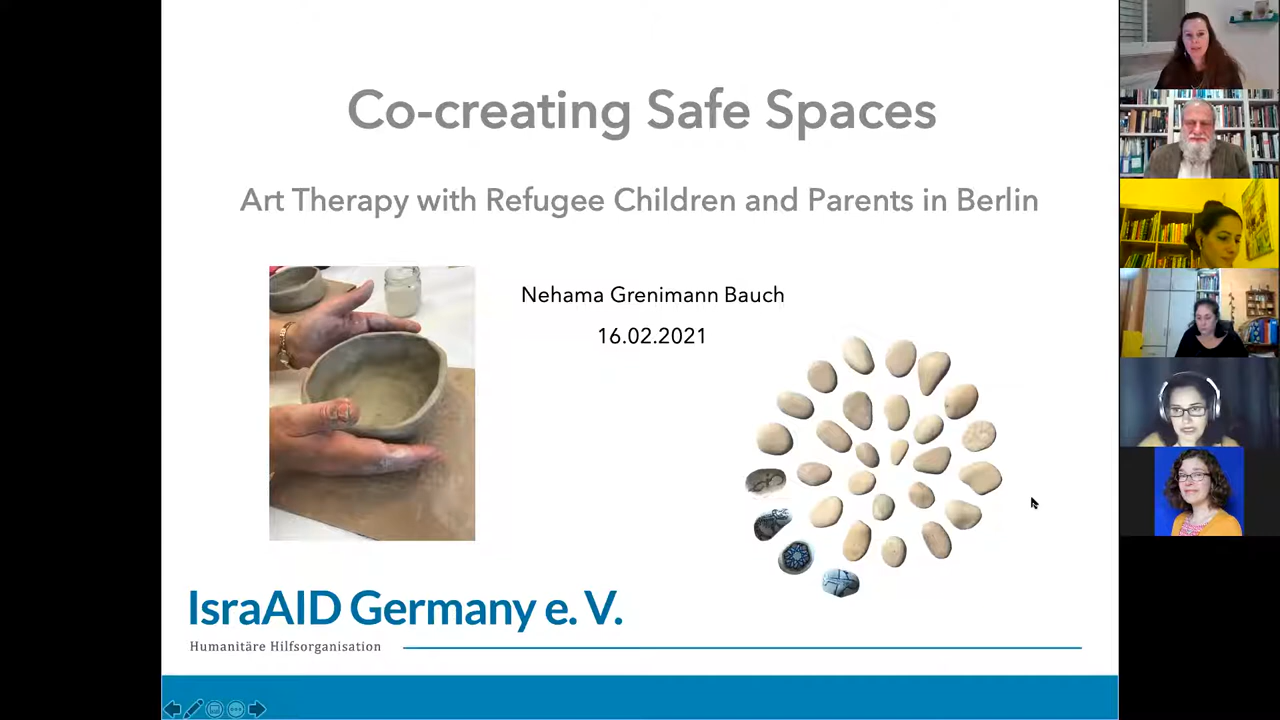 Co-creating Safe Spaces
Art Therapy with Refugee Children and Parents in Berlin
Nehama Grenimann Bauch
16.02.2021
IsraAID Germany e. V.
Humanitäre Hilfsorganisation